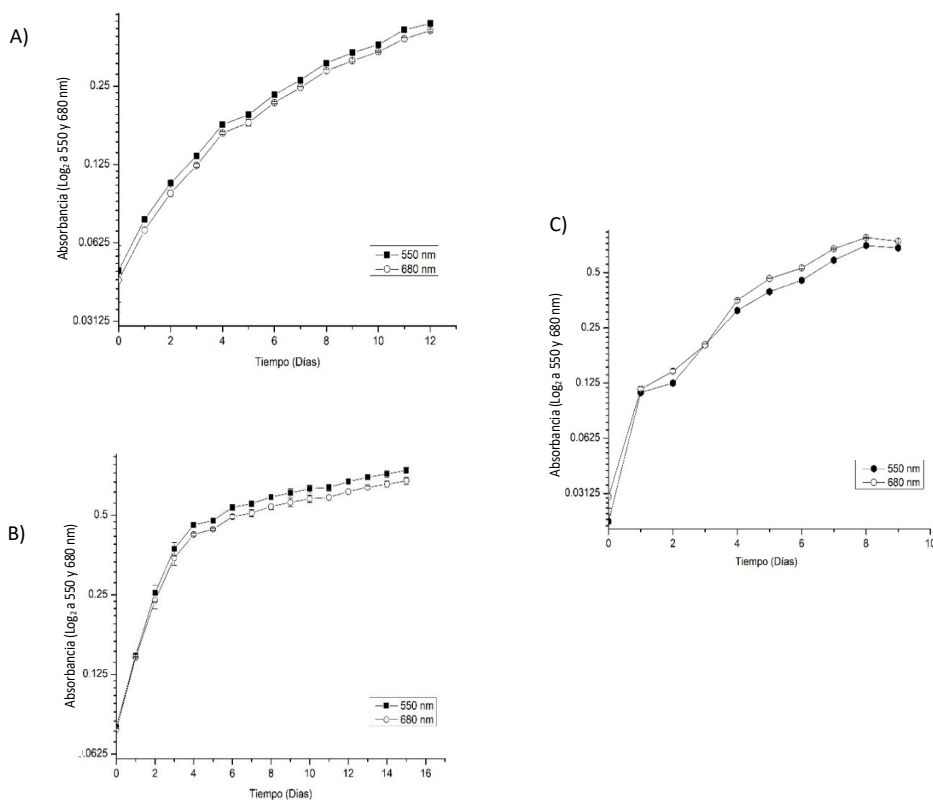 A)
Absorbancia (Log₂ a 550 y 680 nm)
0.25
0.125
0.0625
0.03125
550 nm
680 nm
0 2 4 6 8 10 12
Tiempo (Días)
B)
Absorbancia (Log₂ a 550 y 680 nm)
0.5
0.25
0.125
.0625
550 nm
680 nm
0 2 4 6 8 10 12 14 16
Tiempo (Días)
C)
Absorbancia (Log₂ a 550 y 680 nm)
0.5
0.25
0.125
0.0625
0.03125
550 nm
680 nm
0 2 4 6 8 10
Tiempo (Días)